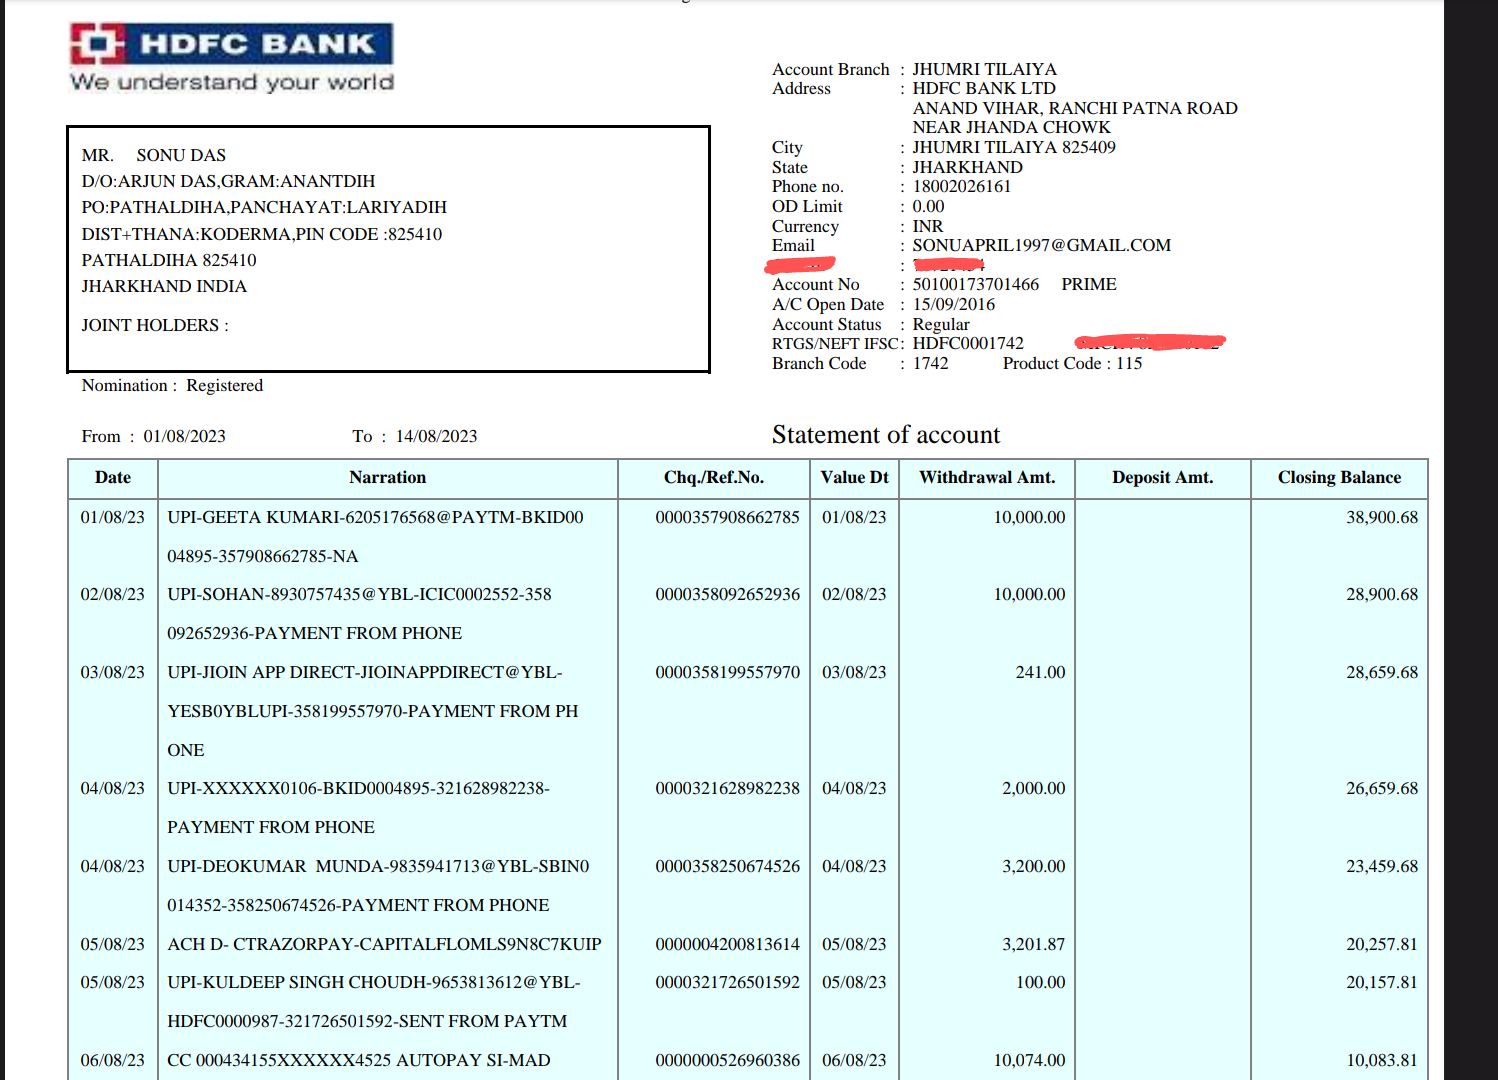 HDFC BANK
We understand your world
MR. SONU DAS
D/O:ARJUN DAS,GRAM:ANANTDIH
PO:PATHALDIHA,PANCHAYAT:LARIYADIH
DIST+THANA:KODERMA,PIN CODE :825410
PATHALDIHA 825410
JHARKHAND INDIA
JOINT HOLDERS :
Nomination : Registered
Account Branch : JHUMRI TILAIYA
Address : HDFC BANK LTD
ANAND VIHAR, RANCHI PATNA ROAD
NEAR JHANDA CHOWK
City : JHUMRI TILAIYA 825409
State : JHARKHAND
Phone no. : 18002026161
OD Limit : 0.00
Currency : INR
Email : SONUAPRIL1997@GMAIL.COM
:
Account No : 50100173701466 PRIME
A/C Open Date : 15/09/2016
Account Status : Regular
RTGS/NEFT IFSC: HDFC0001742
Branch Code : 1742 Product Code : 115
From : 01/08/2023 To : 14/08/2023 Statement of account
Date Narration Chq./Ref.No. Value Dt Withdrawal Amt. Deposit Amt. Closing Balance
01/08/23 UPI-GEETA KUMARI-6205176568@PAYTM-BKID00 0000357908662785 01/08/23 10,000.00 38,900.68
04895-357908662785-NA
02/08/23 UPI-SOHAN-8930757435@YBL-ICIC0002552-358 0000358092652936 02/08/23 10,000.00 28,900.68
092652936-PAYMENT FROM PHONE
03/08/23 UPI-JIOIN APP DIRECT-JIOINAPPDIRECT@YBL- 0000358199557970 03/08/23 241.00 28,659.68
YESB0YBLUPI-358199557970-PAYMENT FROM PH
ONE
04/08/23 UPI-XXXXXX0106-BKID0004895-321628982238- 0000321628982238 04/08/23 2,000.00 26,659.68
PAYMENT FROM PHONE
04/08/23 UPI-DEOKUMAR MUNDA-9835941713@YBL-SBIN0 0000358250674526 04/08/23 3,200.00 23,459.68
014352-358250674526-PAYMENT FROM PHONE
05/08/23 ACH D- CTRAZORPAY-CAPITALFLOMLS9N8C7KUIP 0000004200813614 05/08/23 3,201.87 20,257.81
05/08/23 UPI-KULDEEP SINGH CHOUDH-9653813612@YBL- 0000321726501592 05/08/23 100.00 20,157.81
HDFC0000987-321726501592-SENT FROM PAYTM
06/08/23 CC 000434155XXXXXX4525 AUTOPAY SI-MAD 0000000526960386 06/08/23 10,074.00 10,083.81